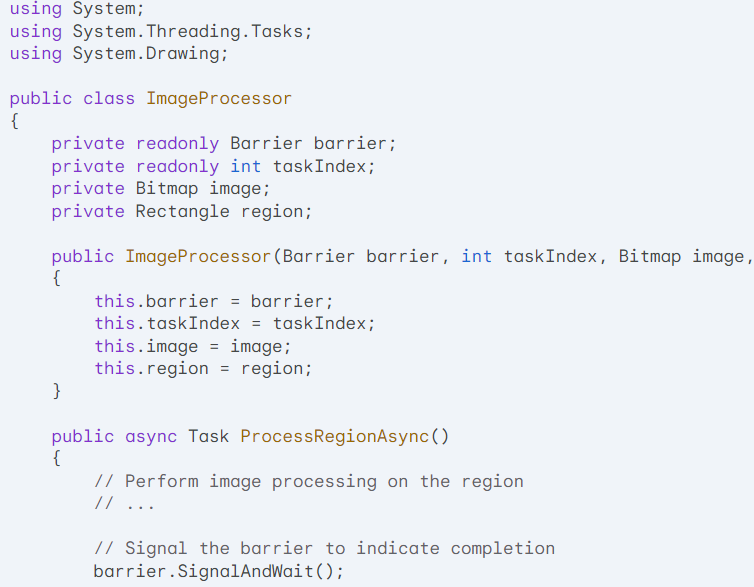 using System;
using System.Threading.Tasks;
using System.Drawing;

public class ImageProcessor
{
    private readonly Barrier barrier;
    private readonly int taskIndex;
    private Bitmap image;
    private Rectangle region;

    public ImageProcessor(Barrier barrier, int taskIndex, Bitmap image,
    {
        this.barrier = barrier;
        this.taskIndex = taskIndex;
        this.image = image;
        this.region = region;
    }

    public async Task ProcessRegionAsync()
    {
        // Perform image processing on the region
        // ...

        // Signal the barrier to indicate completion
        barrier.SignalAndWait();